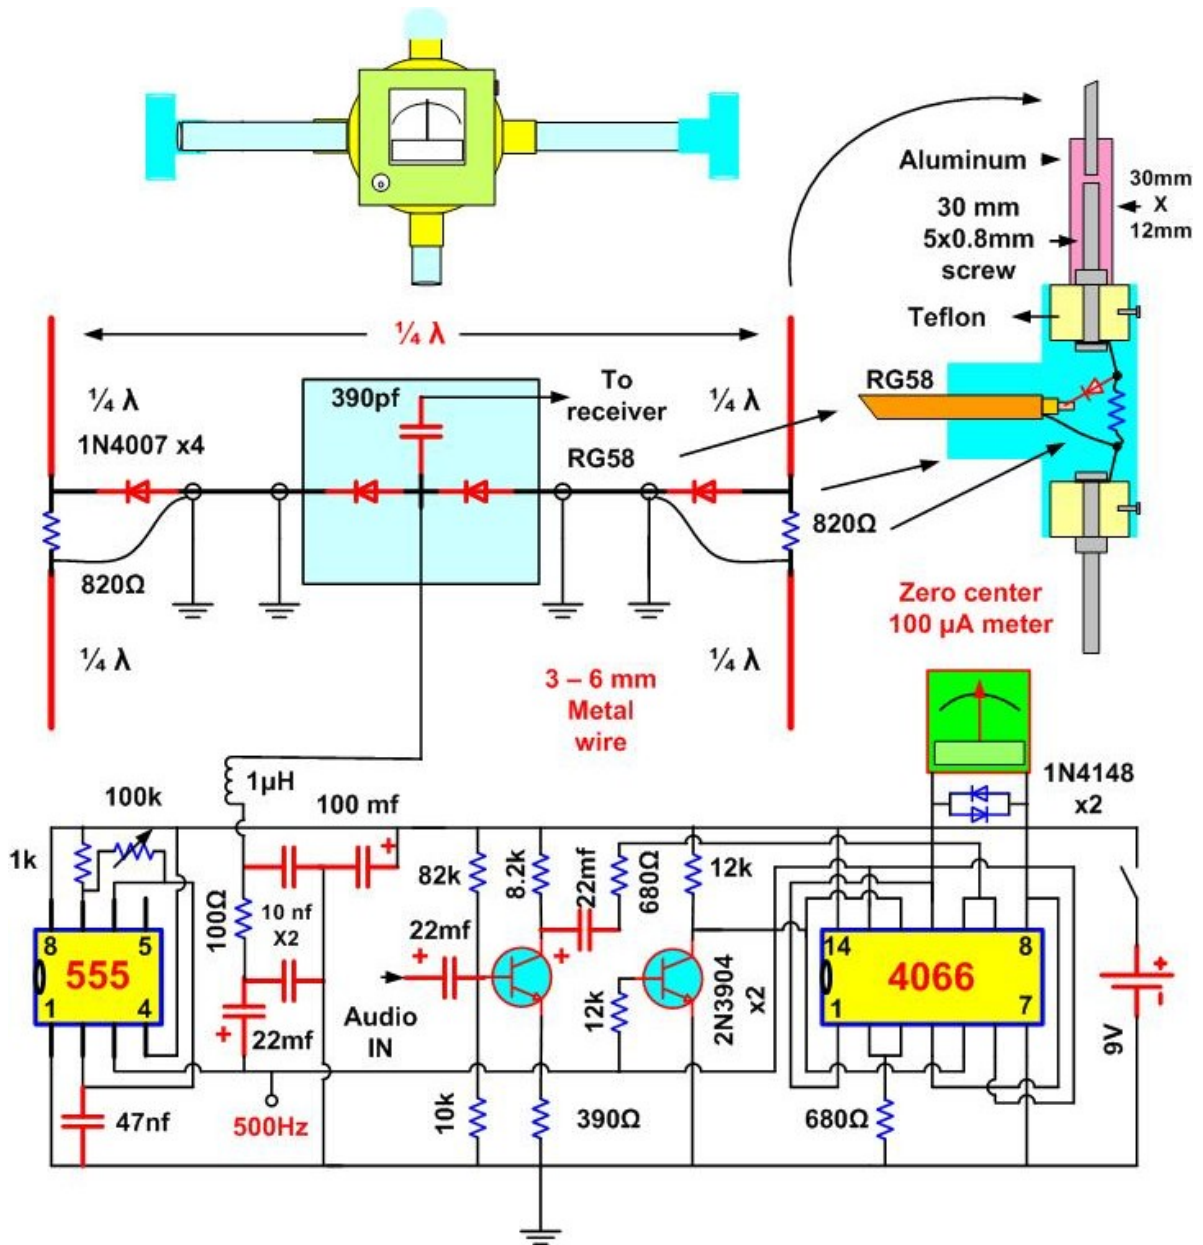 Aluminum
30mm
X
12mm
30 mm
5x0.8mm
screw
Teflon
¼ λ
¼ λ
390pf
To
receiver
¼ λ
RG58
1N4007 x4
RG58
820Ω
820Ω
Zero center
100 µA meter
¼ λ
¼ λ
3 – 6 mm
Metal
wire
1µH
1N4148
x2
100k
100 mf
1k
82k
8.2k
22mf
680Ω
12k
100Ω
10 nf
X2
22mf
+
+
+
8
5
14
8
555
4066
+
-
1
4
1
7
+
22mf
Audio
IN
12k
2N3904
x2
9V
47nf
500Hz
10k
390Ω
680Ω